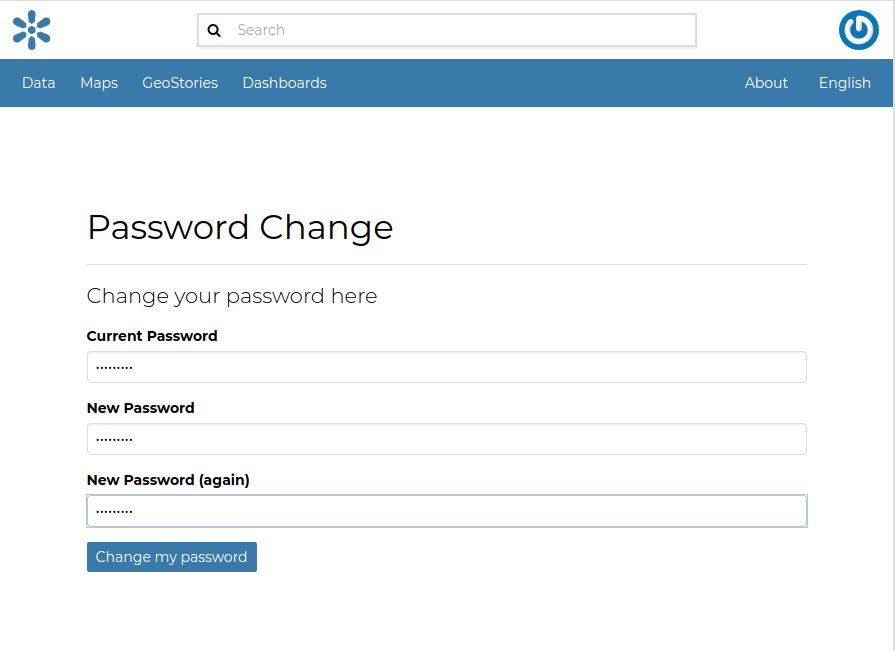 Search
Data Maps GeoStories Dashboards About English
Password Change
Change your password here
Current Password
•••••••••
New Password
•••••••••
New Password (again)
•••••••••
Change my password